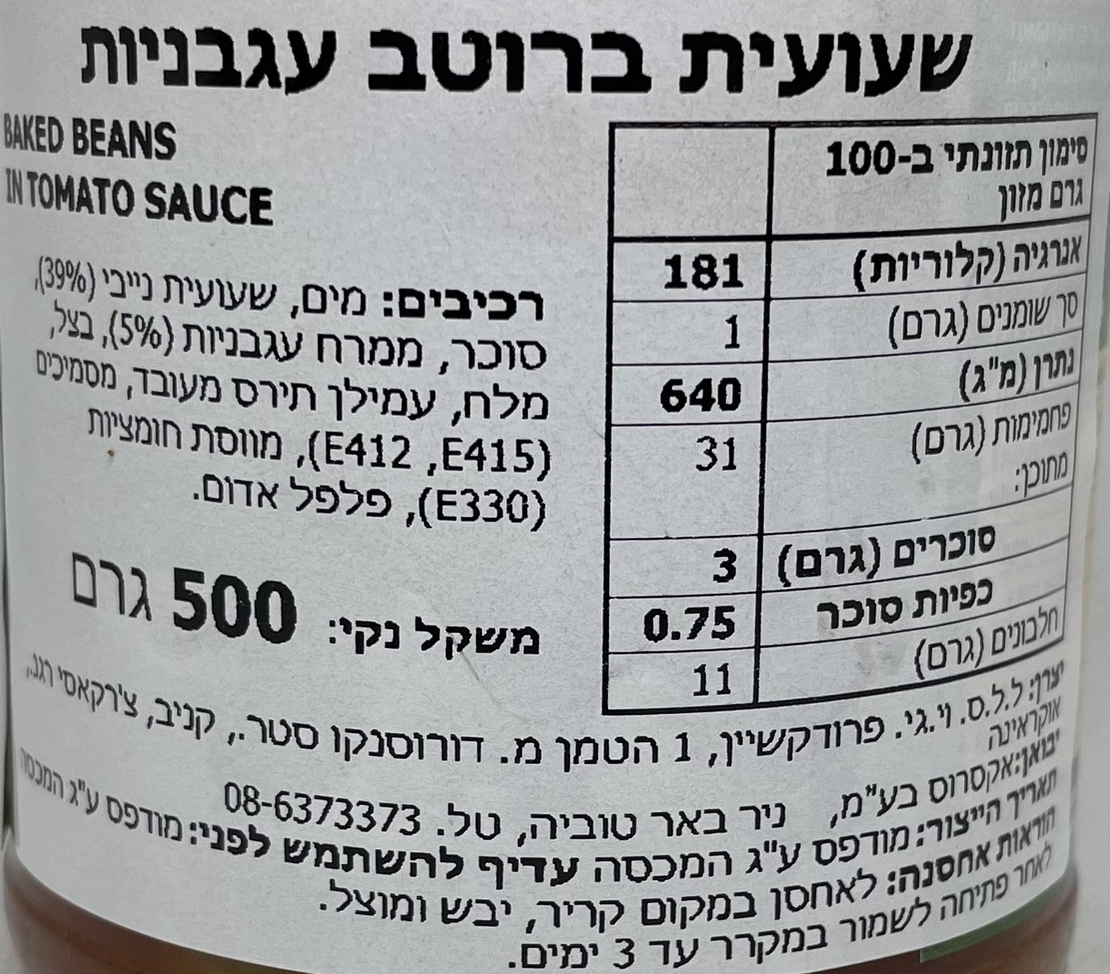 שעועית ברוטב עגבניות
BAKED BEANS
IN TOMATO SAUCE
רכיבים: מים, שעועית נייבי (39%),
סוכר, ממרח עגבניות (5%), בצל,
מלח, עמילן תירס מעובד, מסמיכים
(E412 ,E415), מווסת חומציות
(E330), פלפל אדום.
משקל נקי: 500 גרם
סימון תזונתי ב-100
גרם מזון
אנרגיה (קלוריות) 181
סך שומנים (גרם) 1
נתרן (מ"ג) 640
פחמימות (גרם) 31
מתוכן:
סוכרים (גרם) 3
כפיות סוכר 0.75
חלבונים (גרם) 11
יצרן: ל.ל.ס. וי.גי. פרודקשיין, 1 הטמן מ. דורוסנקו סטר., קניב, צ'רקאסי רגנ.,
אוקראינה
יבואן:אקסרוס בע"מ, ניר באר טוביה, טל. 08-6373373
תאריך הייצור: מודפס ע"ג המכסה עדיף להשתמש לפני: מודפס ע"ג המכסה
הוראות אחסנה: לאחסן במקום קריר, יבש ומוצל.
לאחר פתיחה לשמור במקרר עד 3 ימים.